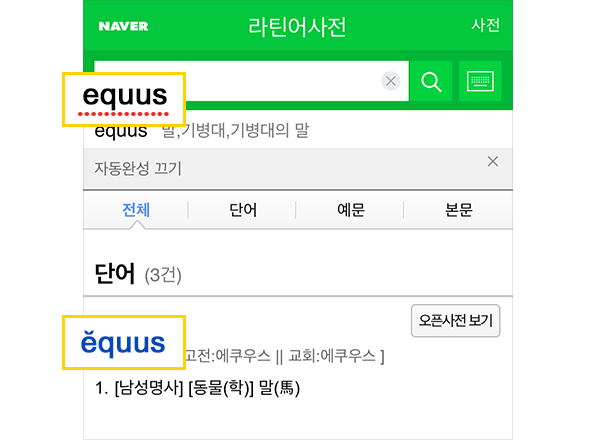 NAVER 라틴어사전 사전
equus
equus 말,기병대,기병대의 말
자동완성 끄기
전체 단어 예문 본문
단어 (3건)
오픈사전 보기
ĕquus
고전:에쿠우스 || 교회:에쿠우스 ]
1. [남성명사] [동물(학)] 말(馬)